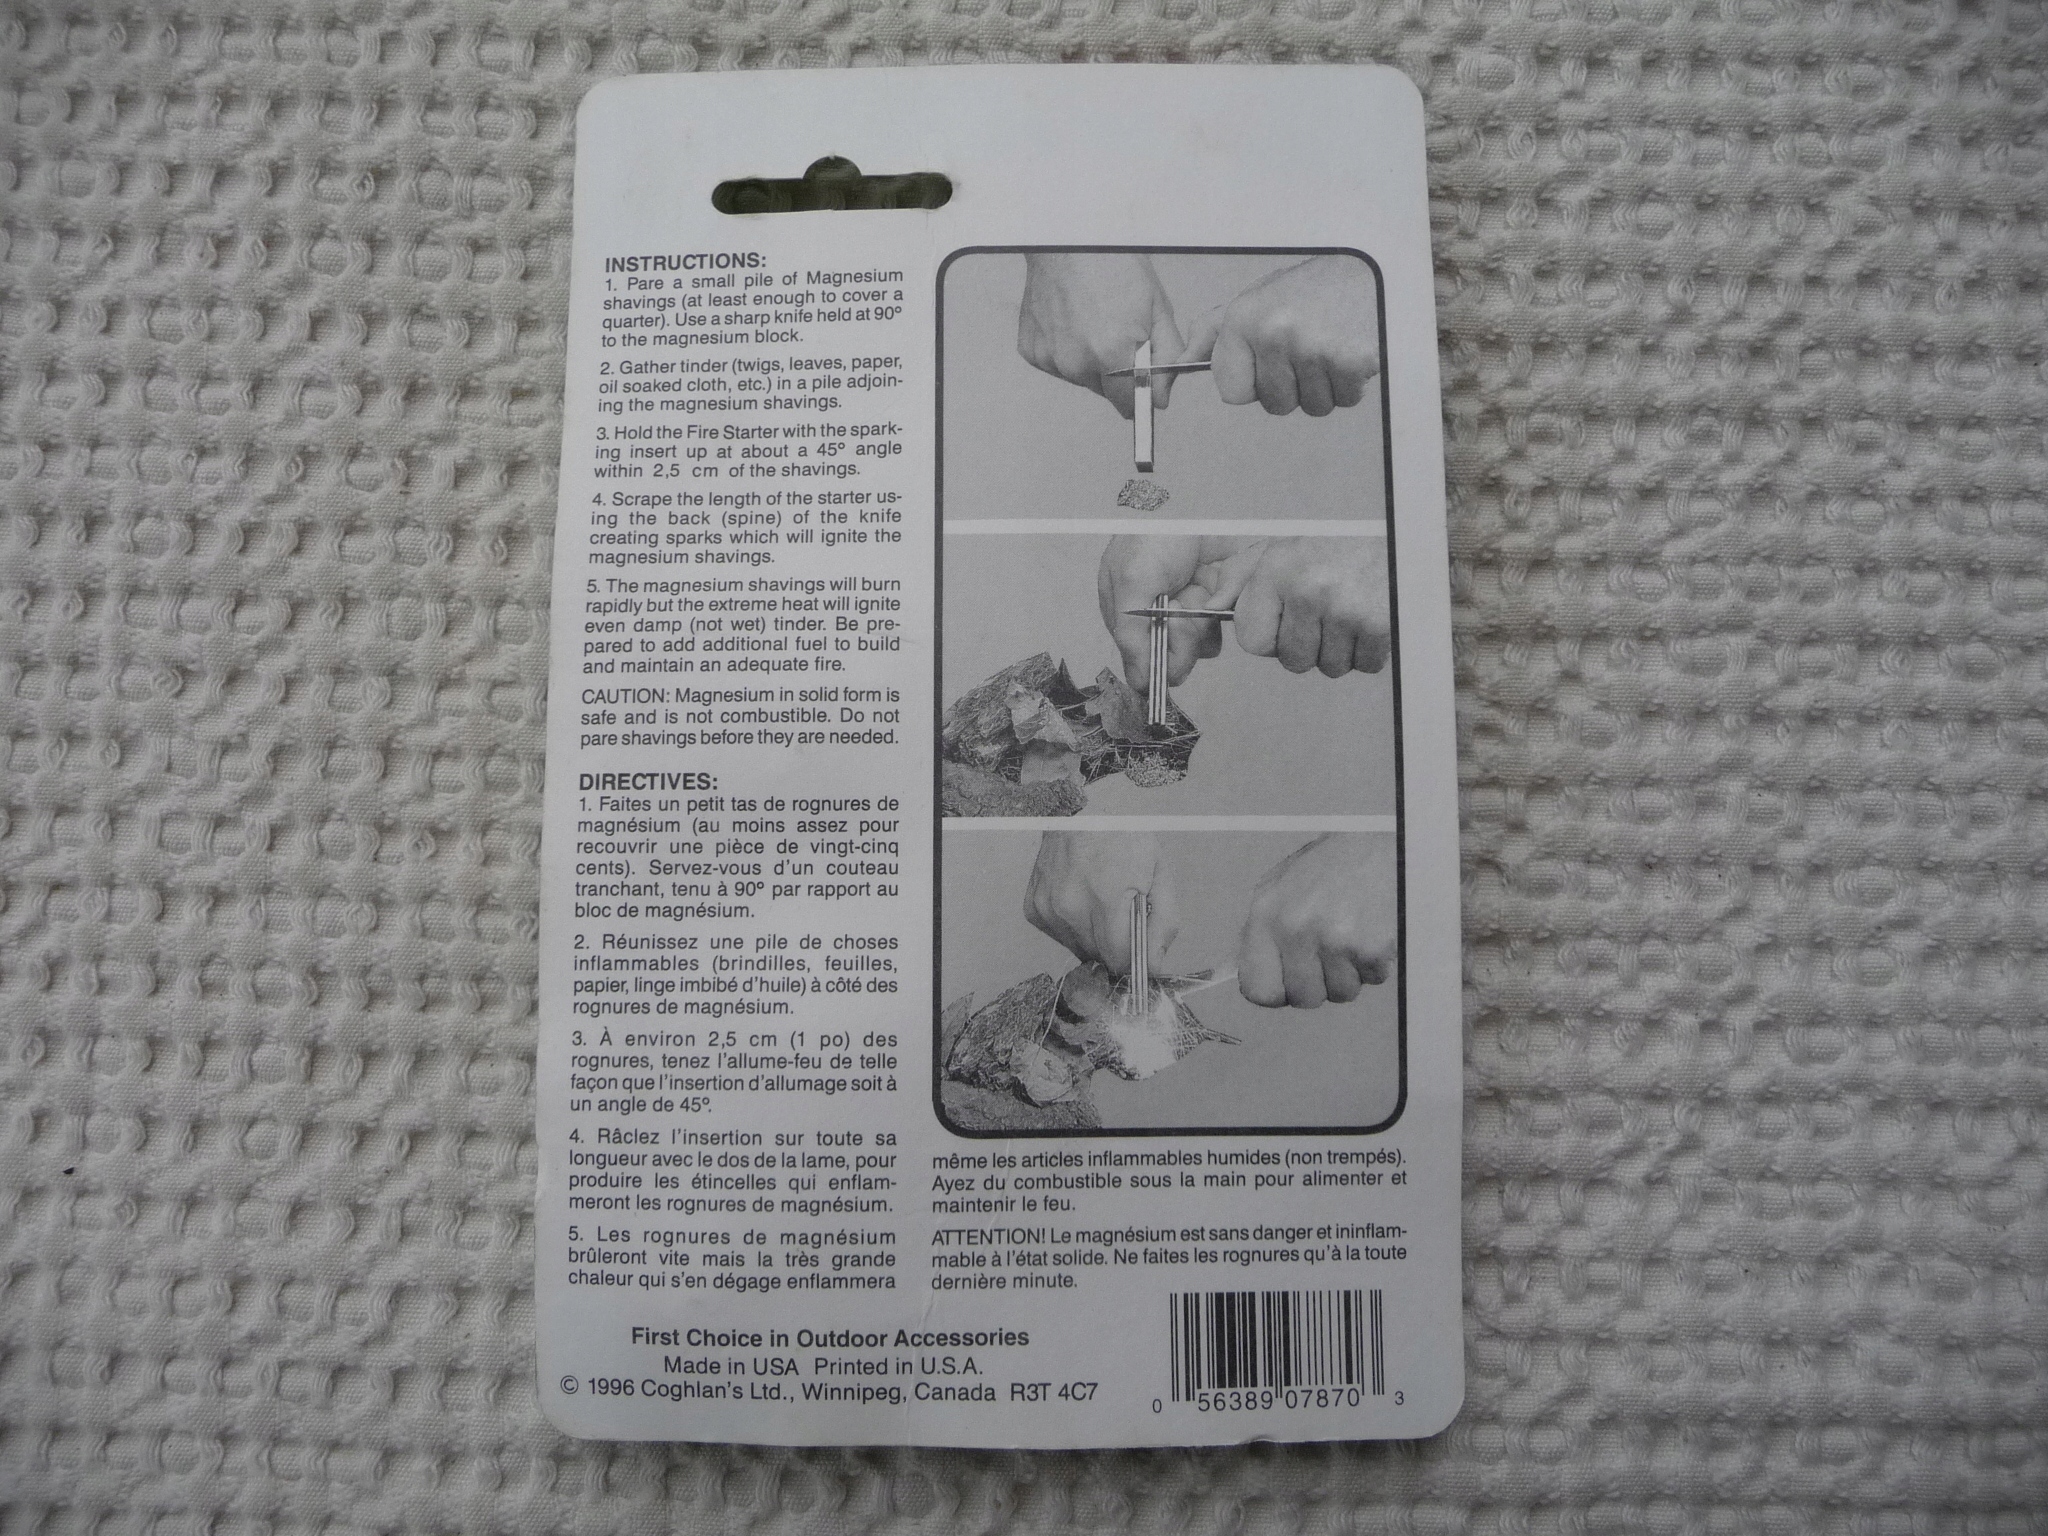 INSTRUCTIONS:
1. Pare a small pile of Magnesium
shavings (at least enough to cover a
quarter). Use a sharp knife held at 90°
to the magnesium block.
2. Gather tinder (twigs, leaves, paper,
oil soaked cloth, etc.) in a pile adjoin-
ing the magnesium shavings.
3. Hold the Fire Starter with the spark-
ing insert up at about a 45° angle
within 2,5 cm of the shavings.
4. Scrape the length of the starter us-
ing the back (spine) of the knife
creating sparks which will ignite the
magnesium shavings.
5. The magnesium shavings will burn
rapidly but the extreme heat will ignite
even damp (not wet) tinder. Be pre-
pared to add additional fuel to build
and maintain an adequate fire.
CAUTION: Magnesium in solid form is
safe and is not combustible. Do not
pare shavings before they are needed.
DIRECTIVES:
1. Faites un petit tas de rognures de
magnésium (au moins assez pour
recouvrir une pièce de vingt-cinq
cents). Servez-vous d'un couteau
tranchant, tenu à 90° par rapport au
bloc de magnésium.
2. Réunissez une pile de choses
inflammables (brindilles, feuilles,
papier, linge imbibé d'huile) à côté des
rognures de magnésium.
3. À environ 2,5 cm (1 po) des
rognures, tenez l'allume-feu de telle
façon que l'insertion d'allumage soit à
un angle de 45°.
4. Râclez l'insertion sur toute sa
longueur avec le dos de la lame, pour
produire les étincelles qui enflam-
meront les rognures de magnésium.
5. Les rognures de magnésium
brûleront vite mais la très grande
chaleur qui s'en dégage enflammera
même les articles inflammables humides (non trempés).
Ayez du combustible sous la main pour alimenter et
maintenir le feu.
ATTENTION! Le magnésium est sans danger et ininflam-
mable à l'état solide. Ne faites les rognures qu'à la toute
dernière minute.
First Choice in Outdoor Accessories
Made in USA Printed in U.S.A.
© 1996 Coghlan's Ltd., Winnipeg, Canada R3T 4C7
0 56389 07870 3